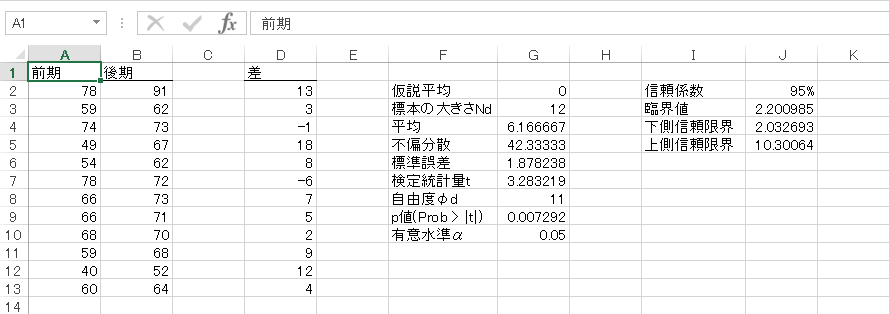 A1 前期
A B C D E F G H I J K
1 前期 後期 差
2 78 91 13 仮説平均 0 信頼係数 95%
3 59 62 3 標本の大きさNd 12 臨界値 2.200985
4 74 73 -1 平均 6.166667 下側信頼限界 2.032693
5 49 67 18 不偏分散 42.33333 上側信頼限界 10.30064
6 54 62 8 標準誤差 1.878238
7 78 72 -6 検定統計量t 3.283219
8 66 73 7 自由度φd 11
9 66 71 5 p値(Prob > |t|) 0.007292
10 68 70 2 有意水準α 0.05
11 59 68 9
12 40 52 12
13 60 64 4
14